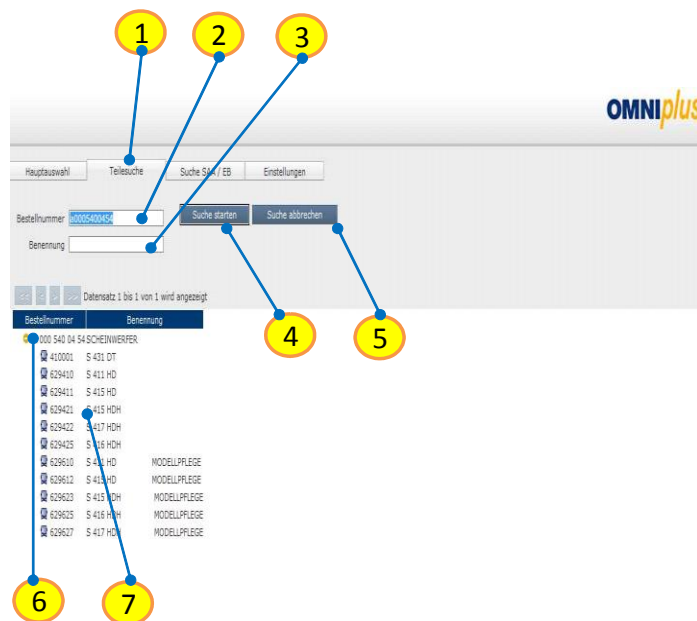 1 2 3
OMNIplus
Hauptauswahl Teilesuche Suche SAA / EB Einstellungen
Bestellnummer a0005400454 Suche starten Suche abbrechen
Benennung
<< < > >> Datensatz 1 bis 1 von 1 wird angezeigt
4 5
Bestellnummer Benennung
000 540 04 54 SCHEINWERFER
410001 S 431 DT
629410 S 411 HD
629411 S 415 HD
629421 S 415 HDH
629422 S 417 HDH
629425 S 416 HDH
629610 S 411 HD MODELLPFLEGE
629612 S 415 HD MODELLPFLEGE
629623 S 415 HDH MODELLPFLEGE
629625 S 416 HDH MODELLPFLEGE
629627 S 417 HDH MODELLPFLEGE
6 7